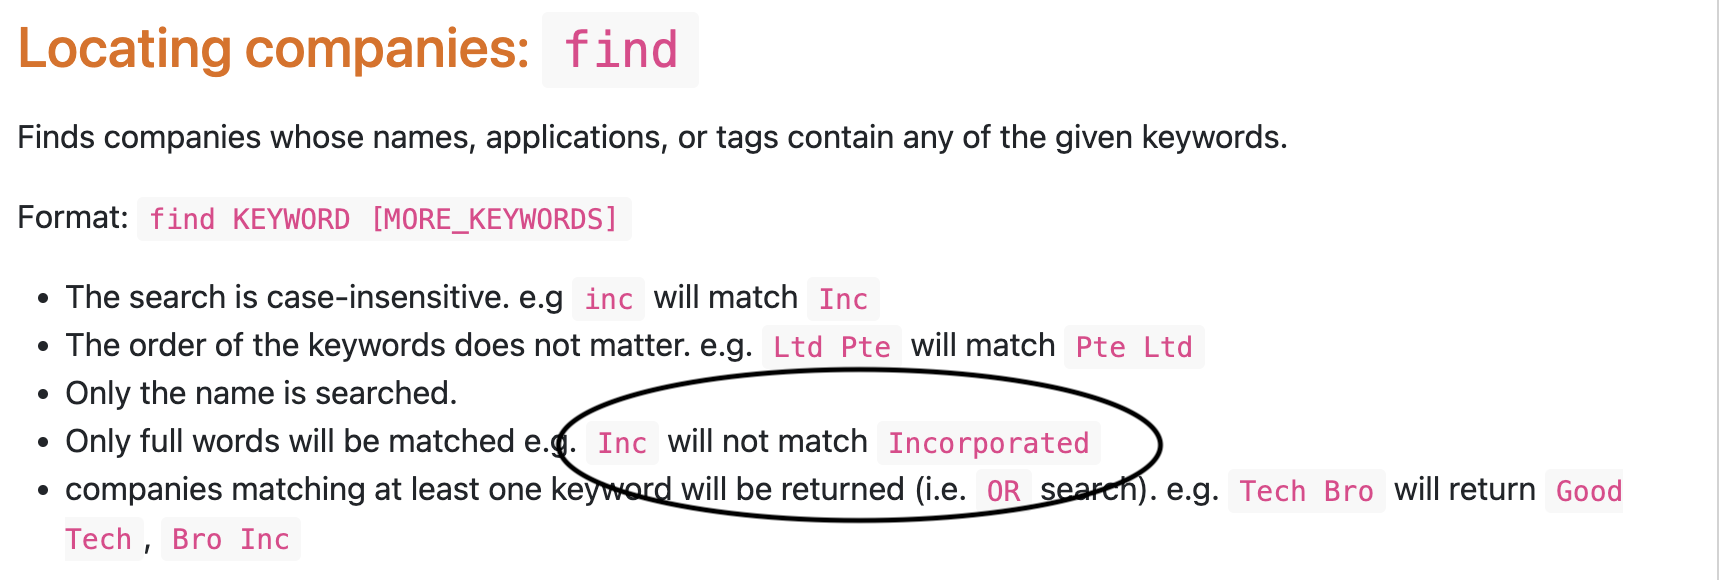 Locating companies: find
Finds companies whose names, applications, or tags contain any of the given keywords.
Format: find KEYWORD [MORE_KEYWORDS]
• The search is case-insensitive. e.g inc will match Inc
• The order of the keywords does not matter. e.g. Ltd Pte will match Pte Ltd
• Only the name is searched.
• Only full words will be matched e.g. Inc will not match Incorporated
• companies matching at least one keyword will be returned (i.e. OR search). e.g. Tech Bro will return Good
Tech, Bro Inc